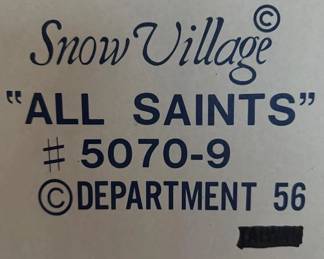 Snow Village ©
"ALL SAINTS"
# 5070-9
© DEPARTMENT 56